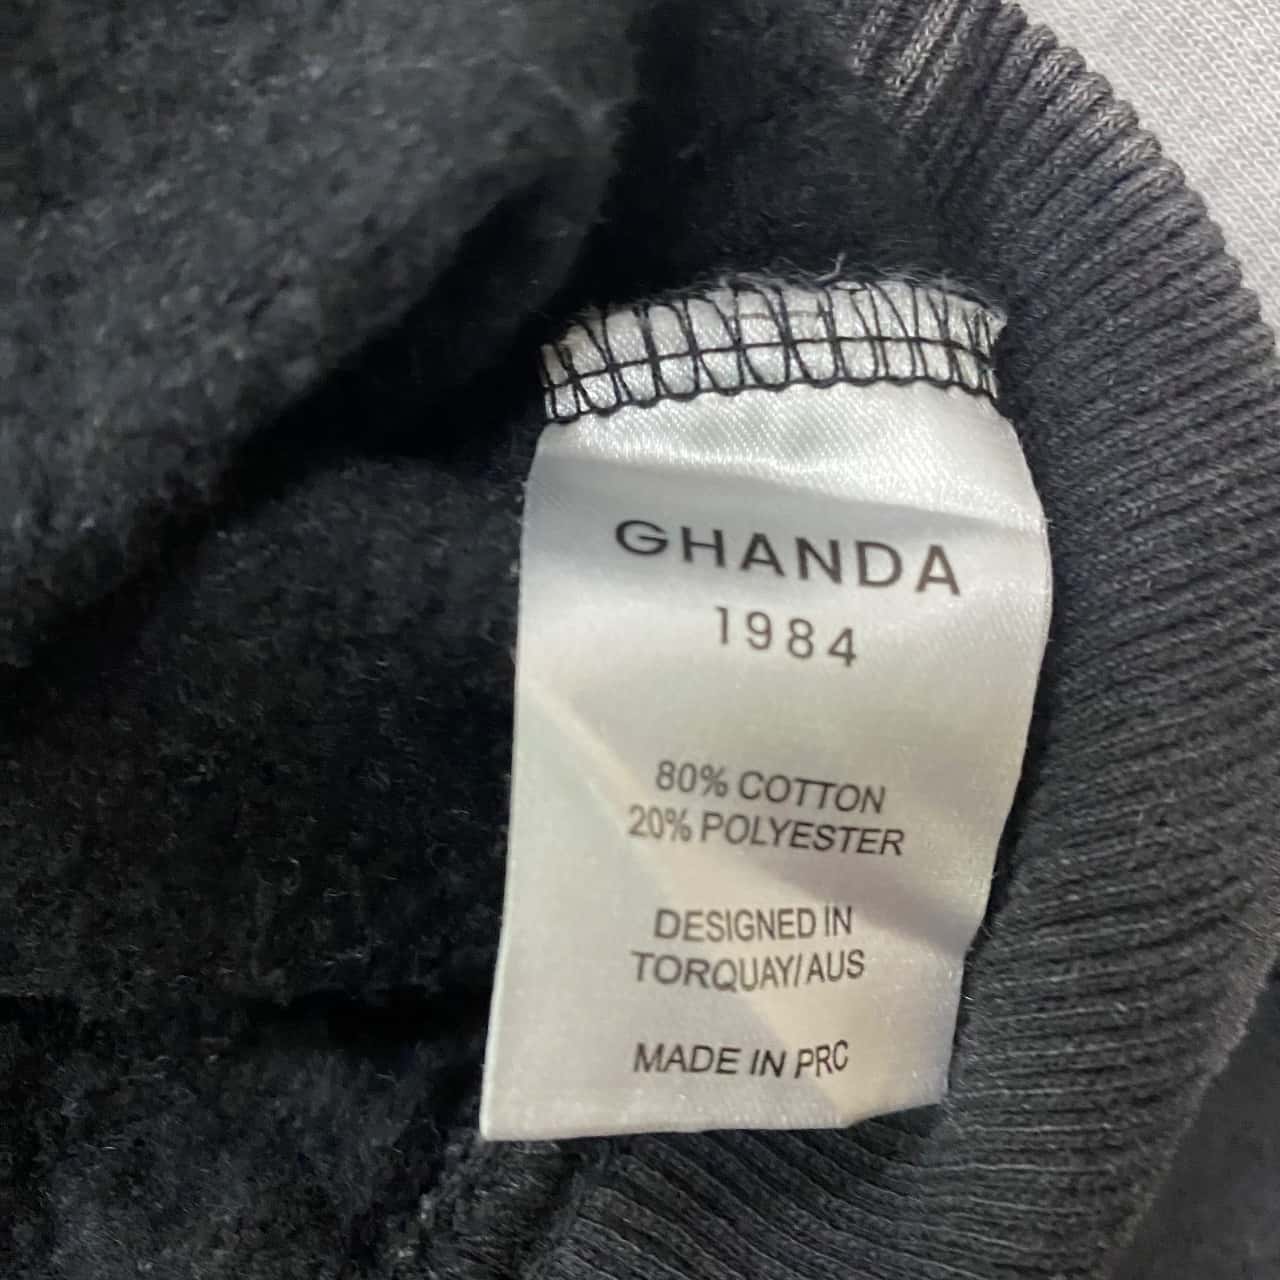 GHANDA
1984
80% COTTON
20% POLYESTER
DESIGNED IN
TORQUAY/AUS
MADE IN PRC